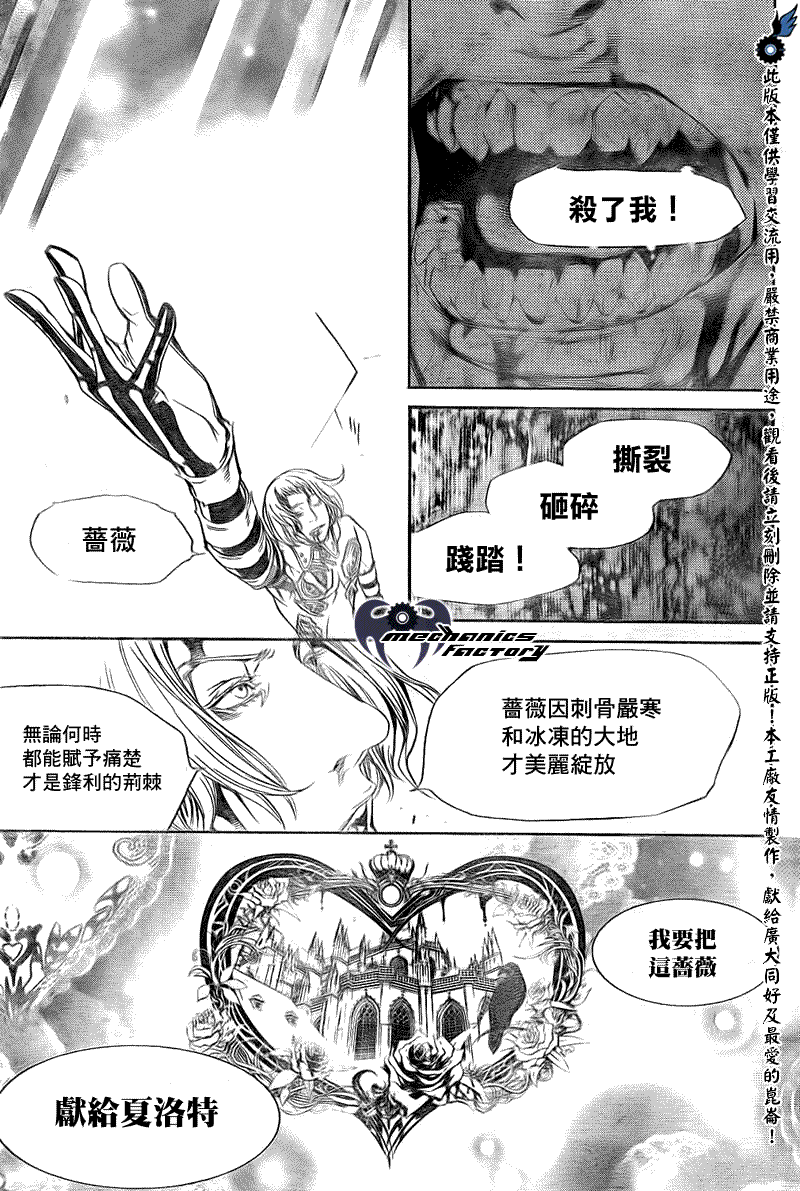 殺了我！
撕裂
砸碎
踐踏！
薔薇
薔薇因刺骨嚴寒
和冰凍的大地
才美麗綻放
無論何時
都能賦予痛楚
才是鋒利的荊棘
我要把
這薔薇
獻給夏洛特
mechanics
factory
此版本僅供學習交流用，嚴禁商業用途，觀看後請立刻刪除並請支持正版！本工廠友情製作，獻給廣大同好及最愛的崑崙！